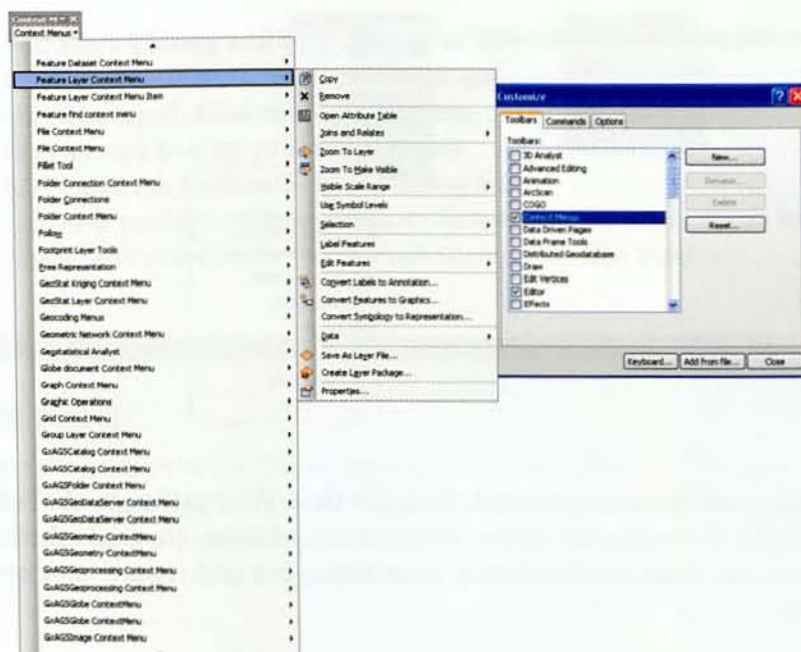 Context Menus
Feature Dataset Context Menu
Feature Layer Context Menu
Feature Layer Context Menu Item
Feature find context menu
File Context Menu
File Context Menu
Fillet Tool
Folder Connection Context Menu
Folder Connections
Folder Context Menu
Follow
Footprint Layer Tools
Free Representation
GeoStat Kriging Context Menu
GeoStat Layer Context Menu
Geocoding Menus
Geometric Network Context Menu
Geostatistical Analyst
Globe document Context Menu
Graph Context Menu
Graphic Operations
Grid Context Menu
Group Layer Context Menu
GxAGSCatalog Context Menu
GxAGSCatalog Context Menu
GxAGSFolder Context Menu
GxAGSGeoDataServer Context Menu
GxAGSGeoDataServer Context Menu
GxAGSGeometry ContextMenu
GxAGSGeometry ContextMenu
GxAGSGeoprocessing Context Menu
GxAGSGeoprocessing Context Menu
GxAGSGlobe ContextMenu
GxAGSGlobe ContextMenu
GxAGSImage Context Menu
Copy
Remove
Open Attribute Table
Joins and Relates
Zoom To Layer
Zoom To Make Visible
Visible Scale Range
Use Symbol Levels
Selection
Label Features
Edit Features
Convert Labels to Annotation...
Convert Features to Graphics...
Convert Symbology to Representation...
Data
Save As Layer File...
Create Layer Package...
Properties...
Customize
Toolbars Commands Options
Toolbars:
3D Analyst
Advanced Editing
Animation
ArcScan
COGO
Context Menus
Data Driven Pages
Data Frame Tools
Distributed Geodatabase
Draw
Edit Vertices
Editor
Effects
New...
Rename...
Delete
Reset...
Keyboard... Add from file... Close